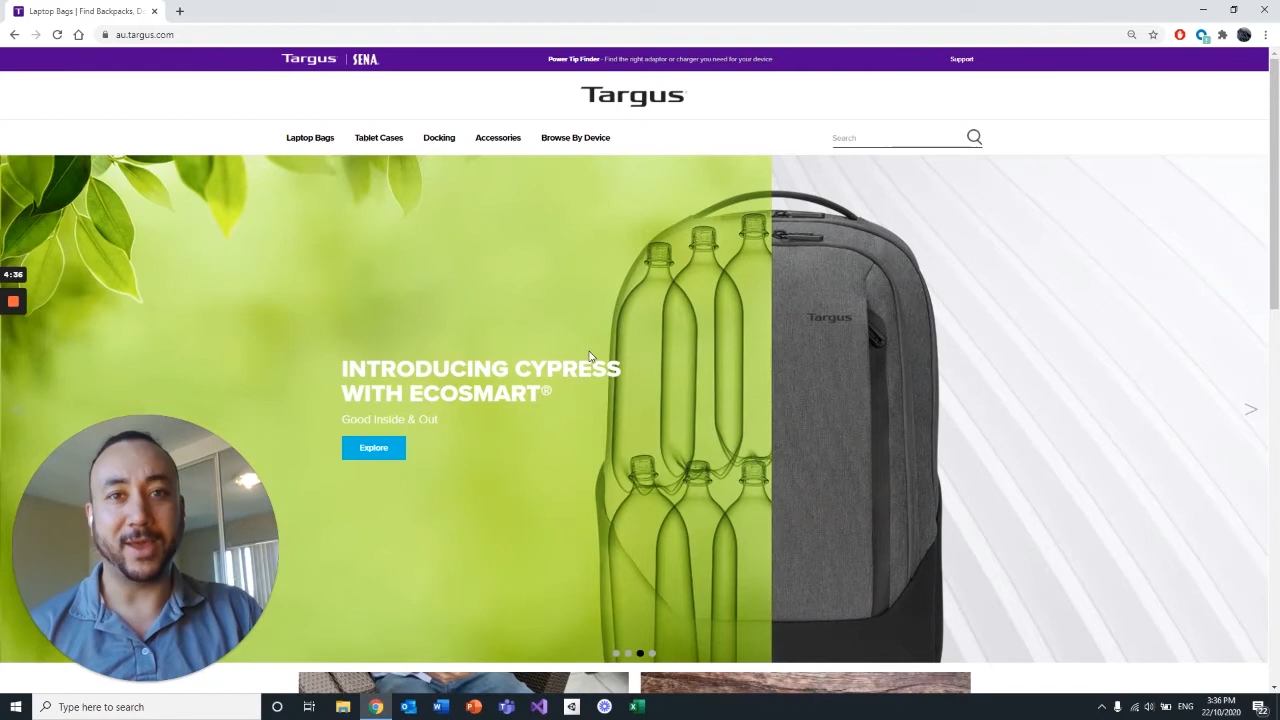 Laptop Bags | Find Backpacks, De
au.targus.com
Targus | SENA
Power Tip Finder - Find the right adaptor or charger you need for your device
Support
Targus
Laptop Bags
Tablet Cases
Docking
Accessories
Browse By Device
Search
4:36
Targus
INTRODUCING CYPRESS
WITH ECOSMART®
Good Inside & Out
Explore
Type here to search
ENG
3:36 PM
22/10/2020
22